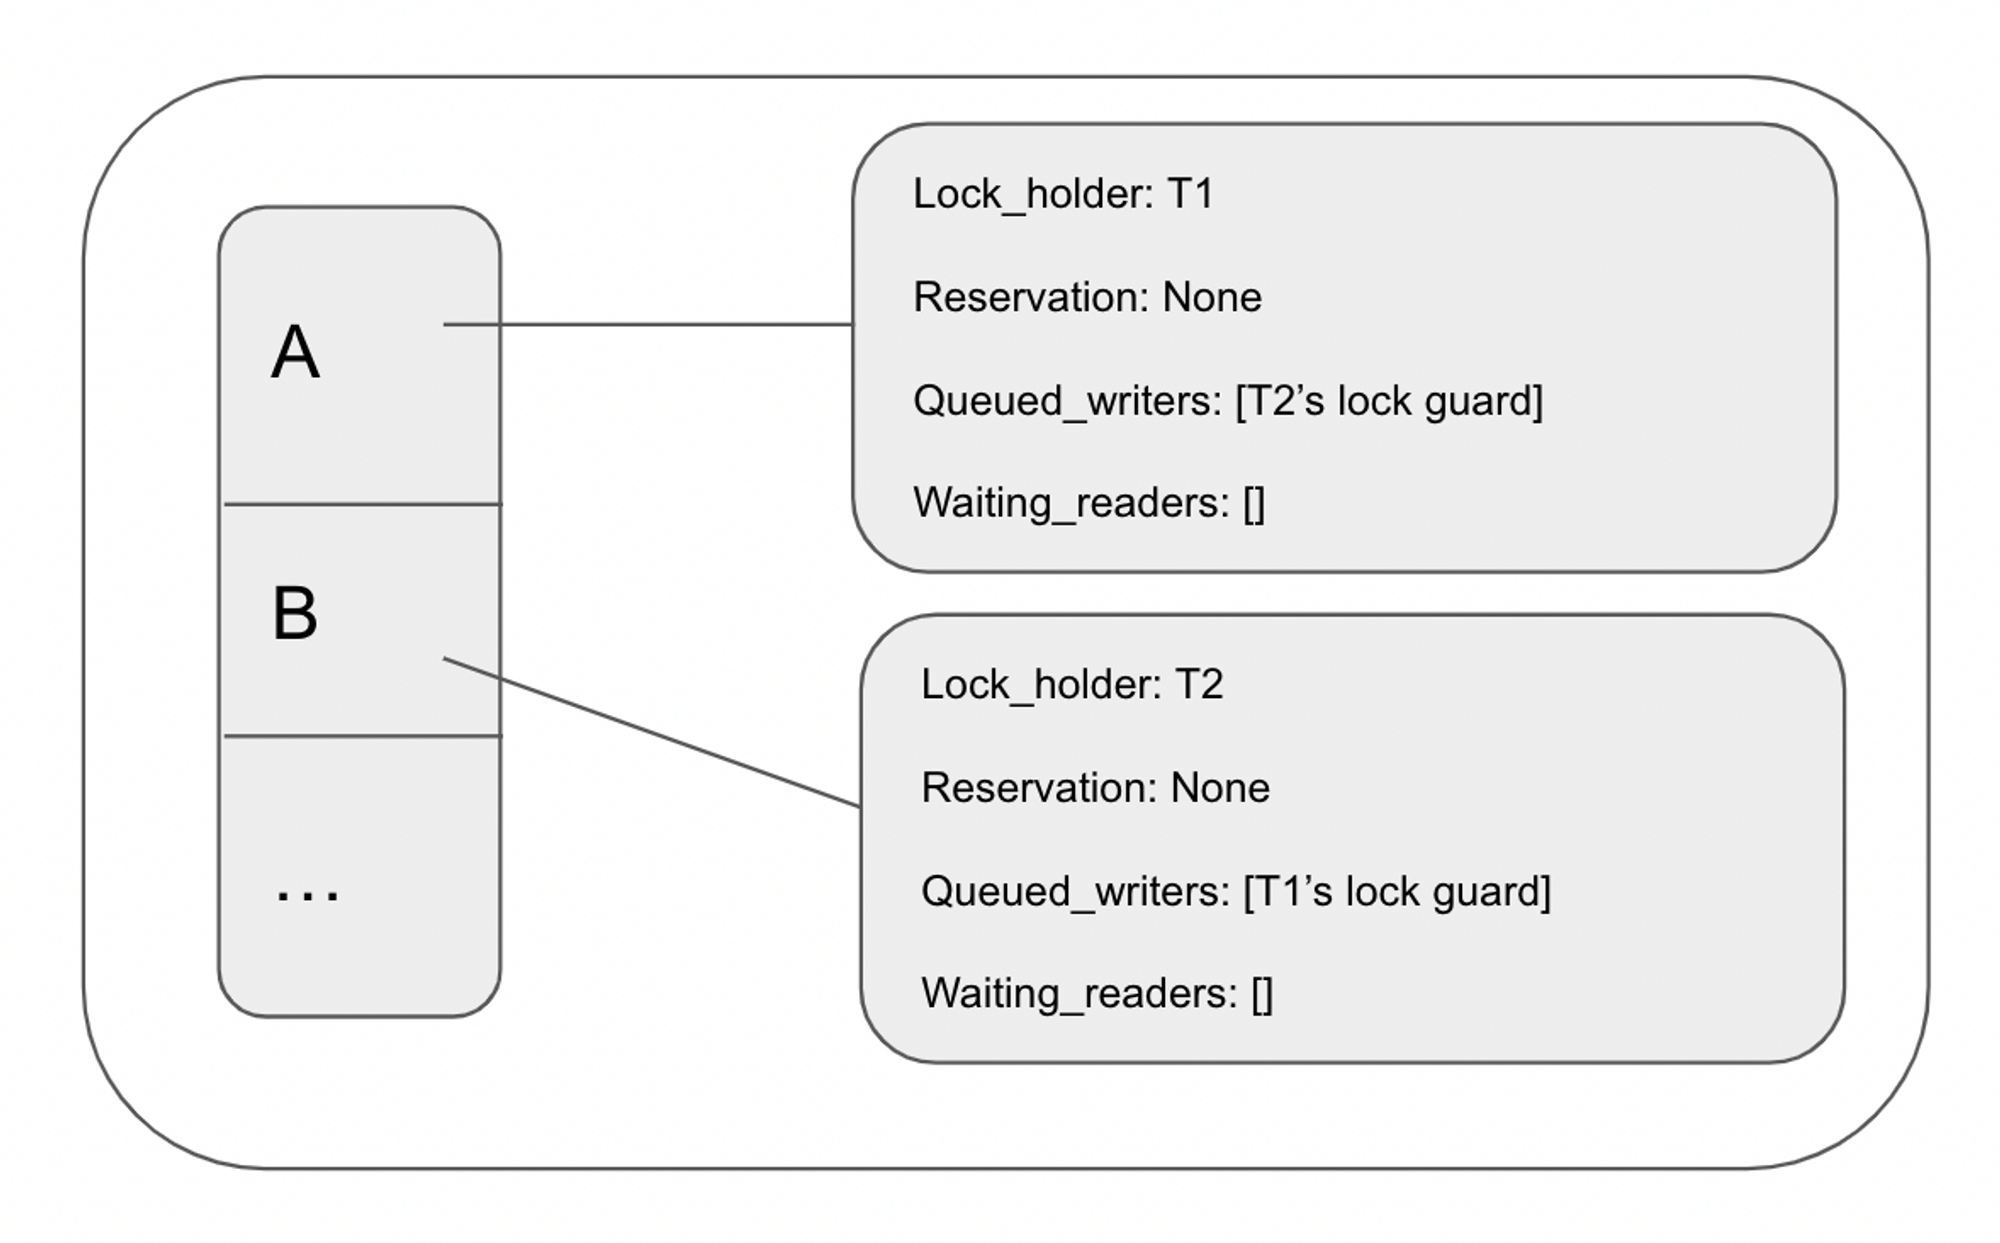 A
Lock_holder: T1
Reservation: None
Queued_writers: [T2’s lock guard]
Waiting_readers: []
B
Lock_holder: T2
Reservation: None
Queued_writers: [T1’s lock guard]
Waiting_readers: []
...